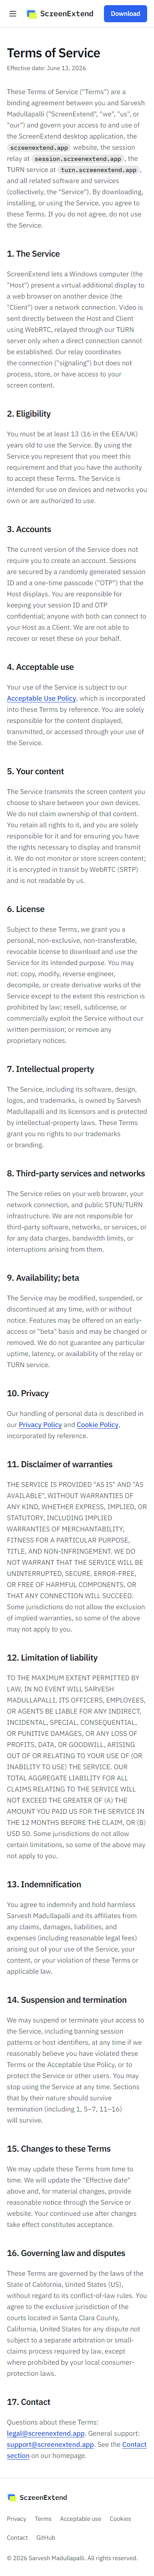 ScreenExtend
Download
Terms of Service
Effective date: June 13, 2026
These Terms of Service ("Terms") are a
binding agreement between you and Sarvesh
Madullapalli ("ScreenExtend", "we", "us", or
"our") and govern your access to and use of
the ScreenExtend desktop application, the
screenextend.app website, the session
relay at session.screenextend.app , the
TURN service at turn.screenextend.app ,
and all related software and services
(collectively, the "Service"). By downloading,
installing, or using the Service, you agree to
these Terms. If you do not agree, do not use
the Service.
1. The Service
ScreenExtend lets a Windows computer (the
"Host") present a virtual additional display to
a web browser on another device (the
"Client") over a network connection. Video is
sent directly between the Host and Client
using WebRTC, relayed through our TURN
server only when a direct connection cannot
be established. Our relay coordinates
the connection ("signaling") but does not
process, store, or have access to your
screen content.
2. Eligibility
You must be at least 13 (16 in the EEA/UK)
years old to use the Service. By using the
Service you represent that you meet this
requirement and that you have the authority
to accept these Terms. The Service is
intended for use on devices and networks you
own or are authorized to use.
3. Accounts
The current version of the Service does not
require you to create an account. Sessions
are secured by a randomly generated session
ID and a one-time passcode ("OTP") that the
Host displays. You are responsible for
keeping your session ID and OTP
confidential; anyone with both can connect to
your Host as a Client. We are not able to
recover or reset these on your behalf.
4. Acceptable use
Your use of the Service is subject to our
Acceptable Use Policy, which is incorporated
into these Terms by reference. You are solely
responsible for the content displayed,
transmitted, or accessed through your use of
the Service.
5. Your content
The Service transmits the screen content you
choose to share between your own devices.
We do not claim ownership of that content.
You retain all rights to it, and you are solely
responsible for it and for ensuring you have
the rights necessary to display and transmit
it. We do not monitor or store screen content;
it is encrypted in transit by WebRTC (SRTP)
and is not readable by us.
6. License
Subject to these Terms, we grant you a
personal, non-exclusive, non-transferable,
revocable license to download and use the
Service for its intended purpose. You may
not: copy, modify, reverse engineer,
decompile, or create derivative works of the
Service except to the extent this restriction is
prohibited by law; resell, sublicense, or
commercially exploit the Service without our
written permission; or remove any
proprietary notices.
7. Intellectual property
The Service, including its software, design,
logos, and trademarks, is owned by Sarvesh
Madullapalli and its licensors and is protected
by intellectual-property laws. These Terms
grant you no rights to our trademarks
or branding.
8. Third-party services and networks
The Service relies on your web browser, your
network connection, and public STUN/TURN
infrastructure. We are not responsible for
third-party software, networks, or services, or
for any data charges, bandwidth limits, or
interruptions arising from them.
9. Availability; beta
The Service may be modified, suspended, or
discontinued at any time, with or without
notice. Features may be offered on an early-
access or "beta" basis and may be changed or
removed. We do not guarantee any particular
uptime, latency, or availability of the relay or
TURN service.
10. Privacy
Our handling of personal data is described in
our Privacy Policy and Cookie Policy,
incorporated by reference.
11. Disclaimer of warranties
THE SERVICE IS PROVIDED "AS IS" AND "AS
AVAILABLE", WITHOUT WARRANTIES OF
ANY KIND, WHETHER EXPRESS, IMPLIED, OR
STATUTORY, INCLUDING IMPLIED
WARRANTIES OF MERCHANTABILITY,
FITNESS FOR A PARTICULAR PURPOSE,
TITLE, AND NON-INFRINGEMENT. WE DO
NOT WARRANT THAT THE SERVICE WILL BE
UNINTERRUPTED, SECURE, ERROR-FREE,
OR FREE OF HARMFUL COMPONENTS, OR
THAT ANY CONNECTION WILL SUCCEED.
Some jurisdictions do not allow the exclusion
of implied warranties, so some of the above
may not apply to you.
12. Limitation of liability
TO THE MAXIMUM EXTENT PERMITTED BY
LAW, IN NO EVENT WILL SARVESH
MADULLAPALLI, ITS OFFICERS, EMPLOYEES,
OR AGENTS BE LIABLE FOR ANY INDIRECT,
INCIDENTAL, SPECIAL, CONSEQUENTIAL,
OR PUNITIVE DAMAGES, OR ANY LOSS OF
PROFITS, DATA, OR GOODWILL, ARISING
OUT OF OR RELATING TO YOUR USE OF (OR
INABILITY TO USE) THE SERVICE. OUR
TOTAL AGGREGATE LIABILITY FOR ALL
CLAIMS RELATING TO THE SERVICE WILL
NOT EXCEED THE GREATER OF (A) THE
AMOUNT YOU PAID US FOR THE SERVICE IN
THE 12 MONTHS BEFORE THE CLAIM, OR (B)
USD 50. Some jurisdictions do not allow
certain limitations, so some of the above may
not apply to you.
13. Indemnification
You agree to indemnify and hold harmless
Sarvesh Madullapalli and its affiliates from
any claims, damages, liabilities, and
expenses (including reasonable legal fees)
arising out of your use of the Service, your
content, or your violation of these Terms or
applicable law.
14. Suspension and termination
We may suspend or terminate your access to
the Service, including banning session
patterns or host identifiers, at any time if we
reasonably believe you have violated these
Terms or the Acceptable Use Policy, or to
protect the Service or other users. You may
stop using the Service at any time. Sections
that by their nature should survive
termination (including 1, 5–7, 11–16)
will survive.
15. Changes to these Terms
We may update these Terms from time to
time. We will update the "Effective date"
above and, for material changes, provide
reasonable notice through the Service or
website. Your continued use after changes
take effect constitutes acceptance.
16. Governing law and disputes
These Terms are governed by the laws of the
State of California, United States (US),
without regard to its conflict-of-law rules. You
agree to the exclusive jurisdiction of the
courts located in Santa Clara County,
California, United States for any dispute not
subject to a separate arbitration or small-
claims process required by law, except
where prohibited by your local consumer-
protection laws.
17. Contact
Questions about these Terms:
legal@screenextend.app. General support:
support@screenextend.app. See the Contact
section on our homepage.
ScreenExtend
Privacy Terms Acceptable use Cookies
Contact GitHub
© 2026 Sarvesh Madullapalli. All rights reserved.